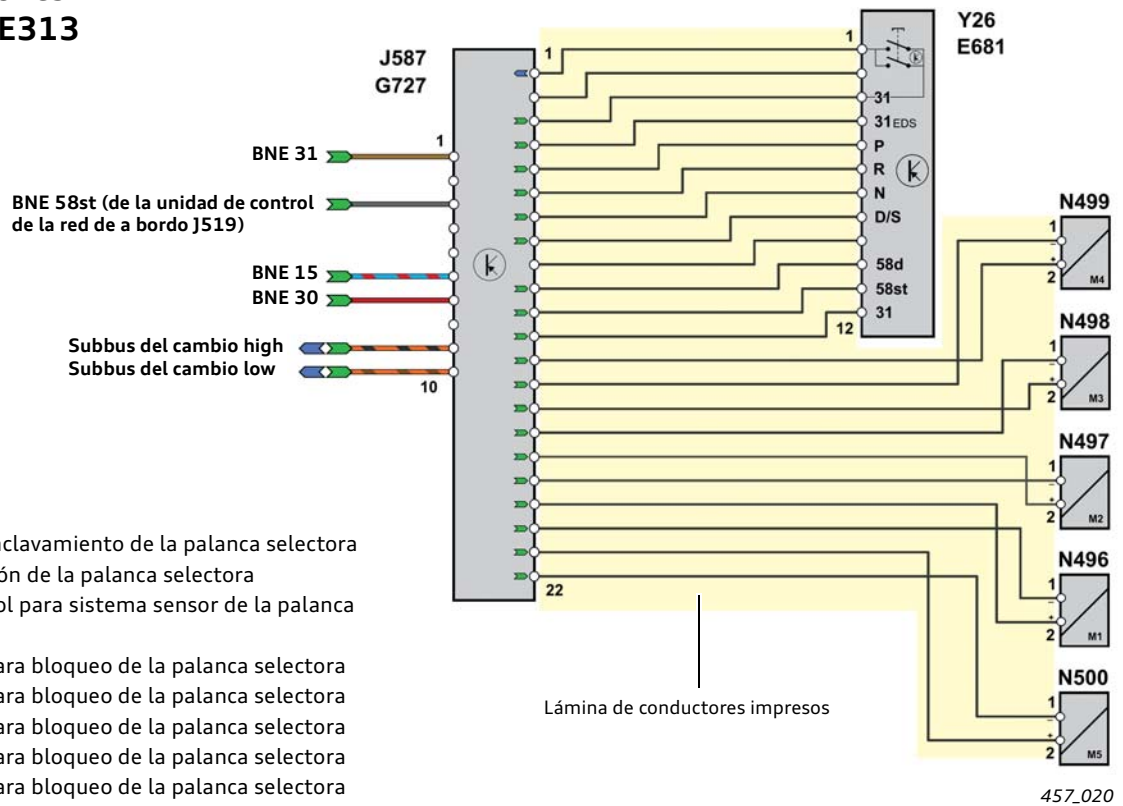 E313
J587
G727
1
1
10
22
BNE 31
BNE 58st (de la unidad de control
de la red de a bordo J519)
BNE 15
BNE 30
Subbus del cambio high
Subbus del cambio low
Y26
E681
1
31
31EDS
P
R
N
D/S
58d
58st
31
12
N499
1
–
+
2
M4
N498
1
–
+
2
M3
N497
1
–
+
2
M2
N496
1
–
+
2
M1
N500
1
–
+
2
M5
Lámina de conductores impresos
nclavamiento de la palanca selectora
ón de la palanca selectora
ol para sistema sensor de la palanca
ara bloqueo de la palanca selectora
ara bloqueo de la palanca selectora
ara bloqueo de la palanca selectora
ara bloqueo de la palanca selectora
ara bloqueo de la palanca selectora
457_020